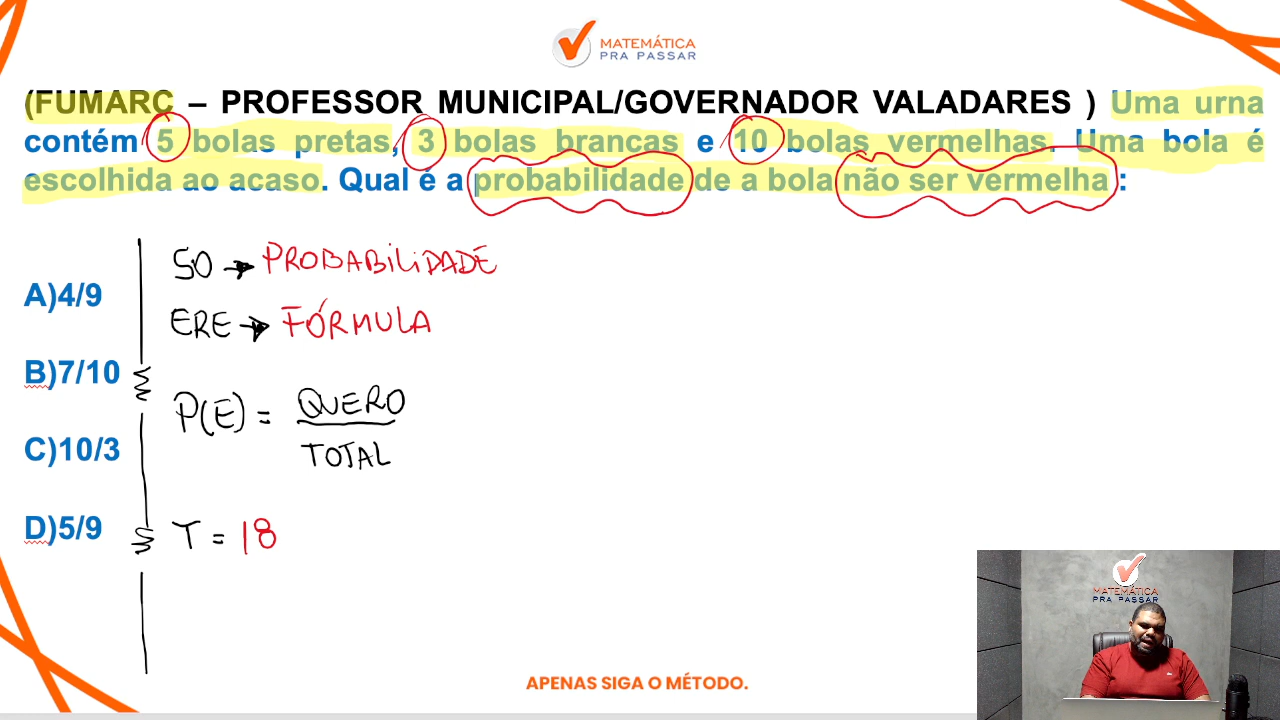 MATEMÁTICA
PRA PASSAR
(FUMARC – PROFESSOR MUNICIPAL/GOVERNADOR VALADARES ) Uma urna
contém 5 bolas pretas, 3 bolas brancas e 10 bolas vermelhas. Uma bola é
escolhida ao acaso. Qual é a probabilidade de a bola não ser vermelha :
SO → PROBABILIDADE
A)4/9
ERE → FÓRMULA
B)7/10
P(E) = QUERO
TOTAL
C)10/3
D)5/9
T = 18
MATEMÁTICA
PRA PASSAR
APENAS SIGA O MÉTODO.